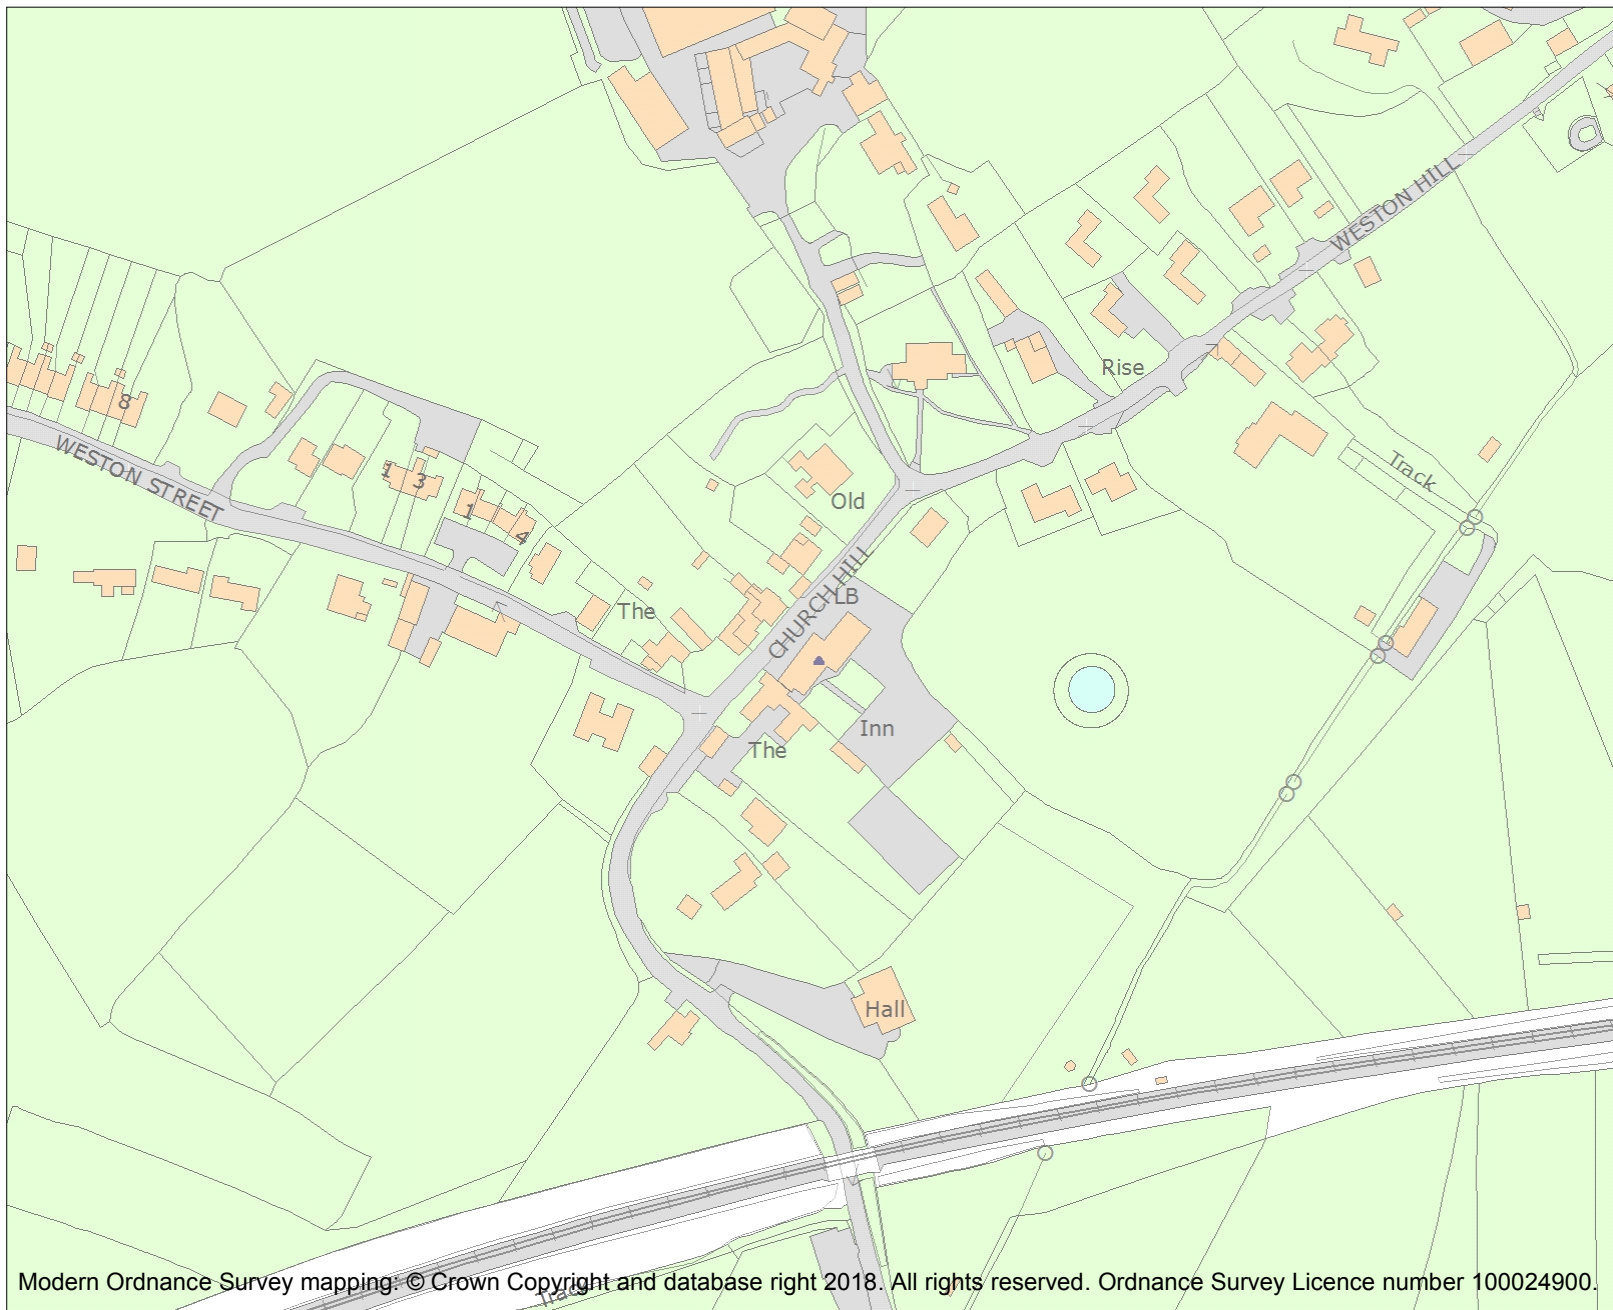 WESTON HILL
Rise
8
WESTON STREET
1
3
1
4
Track
Old
CHURCH HILL
LB
The
Inn
The
Hall
Track
Modern Ordnance Survey mapping: © Crown Copyright and database right 2018. All rights reserved. Ordnance Survey Licence number 100024900.